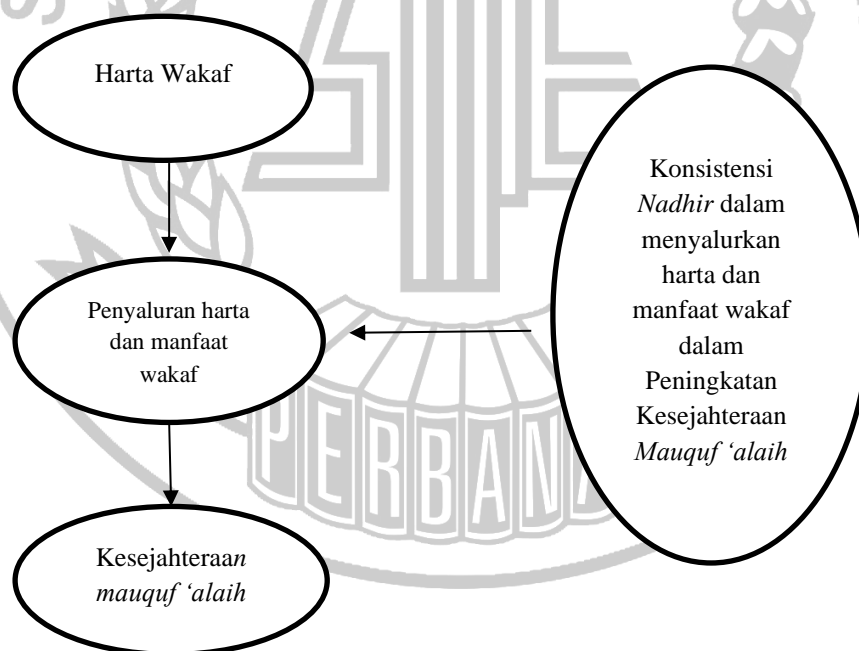 Harta Wakaf
Konsistensi
Nadhir dalam
menyalurkan
harta dan
manfaat wakaf
dalam
Peningkatan
Kesejahteraan
Mauquf ‘alaih
Penyaluran harta
dan manfaat
wakaf
PERBANA
Kesejahteraan
mauquf ‘alaih